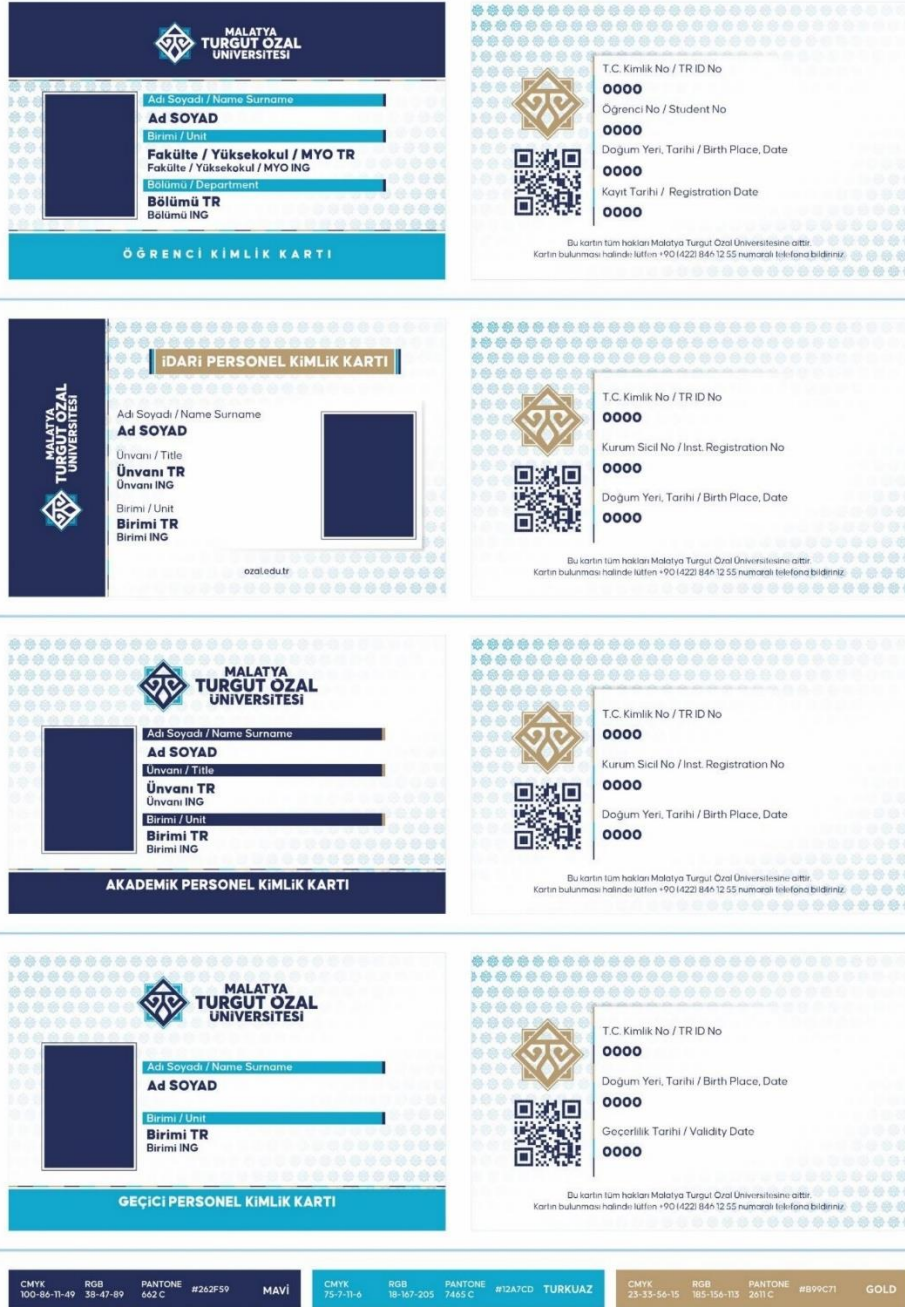 MALATYA
TURGUT ÖZAL
ÜNİVERSİTESİ
Adı Soyadı / Name Surname
Ad SOYAD
Birimi / Unit
Fakülte / Yüksekokul / MYO TR
Fakülte / Yüksekokul / MYO ING
Bölümü / Department
Bölümü TR
Bölümü ING
ÖĞRENCİ KİMLİK KARTI
T.C. Kimlik No / TR ID No
0000
Öğrenci No / Student No
0000
Doğum Yeri, Tarihi / Birth Place, Date
0000
Kayıt Tarihi / Registration Date
0000
Bu kartın tüm hakları Malatya Turgut Özal Üniversitesine aittir.
Kartın bulunması halinde lütfen +90 (422) 846 12 55 numaralı telefona bildiriniz.
MALATYA
TURGUT ÖZAL
ÜNİVERSİTESİ
İDARİ PERSONEL KİMLİK KARTI
Adı Soyadı / Name Surname
Ad SOYAD
Ünvanı / Title
Ünvanı TR
Ünvanı ING
Birimi / Unit
Birimi TR
Birimi ING
ozal.edu.tr
T.C. Kimlik No / TR ID No
0000
Kurum Sicil No / Inst. Registration No
0000
Doğum Yeri, Tarihi / Birth Place, Date
0000
Bu kartın tüm hakları Malatya Turgut Özal Üniversitesine aittir.
Kartın bulunması halinde lütfen +90 (422) 846 12 55 numaralı telefona bildiriniz.
MALATYA
TURGUT ÖZAL
ÜNİVERSİTESİ
Adı Soyadı / Name Surname
Ad SOYAD
Ünvanı / Title
Ünvanı TR
Ünvanı ING
Birimi / Unit
Birimi TR
Birimi ING
AKADEMİK PERSONEL KİMLİK KARTI
T.C. Kimlik No / TR ID No
0000
Kurum Sicil No / Inst. Registration No
0000
Doğum Yeri, Tarihi / Birth Place, Date
0000
Bu kartın tüm hakları Malatya Turgut Özal Üniversitesine aittir.
Kartın bulunması halinde lütfen +90 (422) 846 12 55 numaralı telefona bildiriniz.
MALATYA
TURGUT ÖZAL
ÜNİVERSİTESİ
Adı Soyadı / Name Surname
Ad SOYAD
Birimi / Unit
Birimi TR
Birimi ING
GEÇİCİ PERSONEL KİMLİK KARTI
T.C. Kimlik No / TR ID No
0000
Doğum Yeri, Tarihi / Birth Place, Date
0000
Geçerlilik Tarihi / Validity Date
0000
Bu kartın tüm hakları Malatya Turgut Özal Üniversitesine aittir.
Kartın bulunması halinde lütfen +90 (422) 846 12 55 numaralı telefona bildiriniz.
CMYK RGB PANTONE #262F59 MAVİ
100-86-11-49 38-47-89 662 C
CMYK RGB PANTONE #12A7CD TURKUAZ
75-7-11-6 18-167-205 7465 C
CMYK RGB PANTONE #B99C71 GOLD
23-33-56-15 185-156-113 2611 C